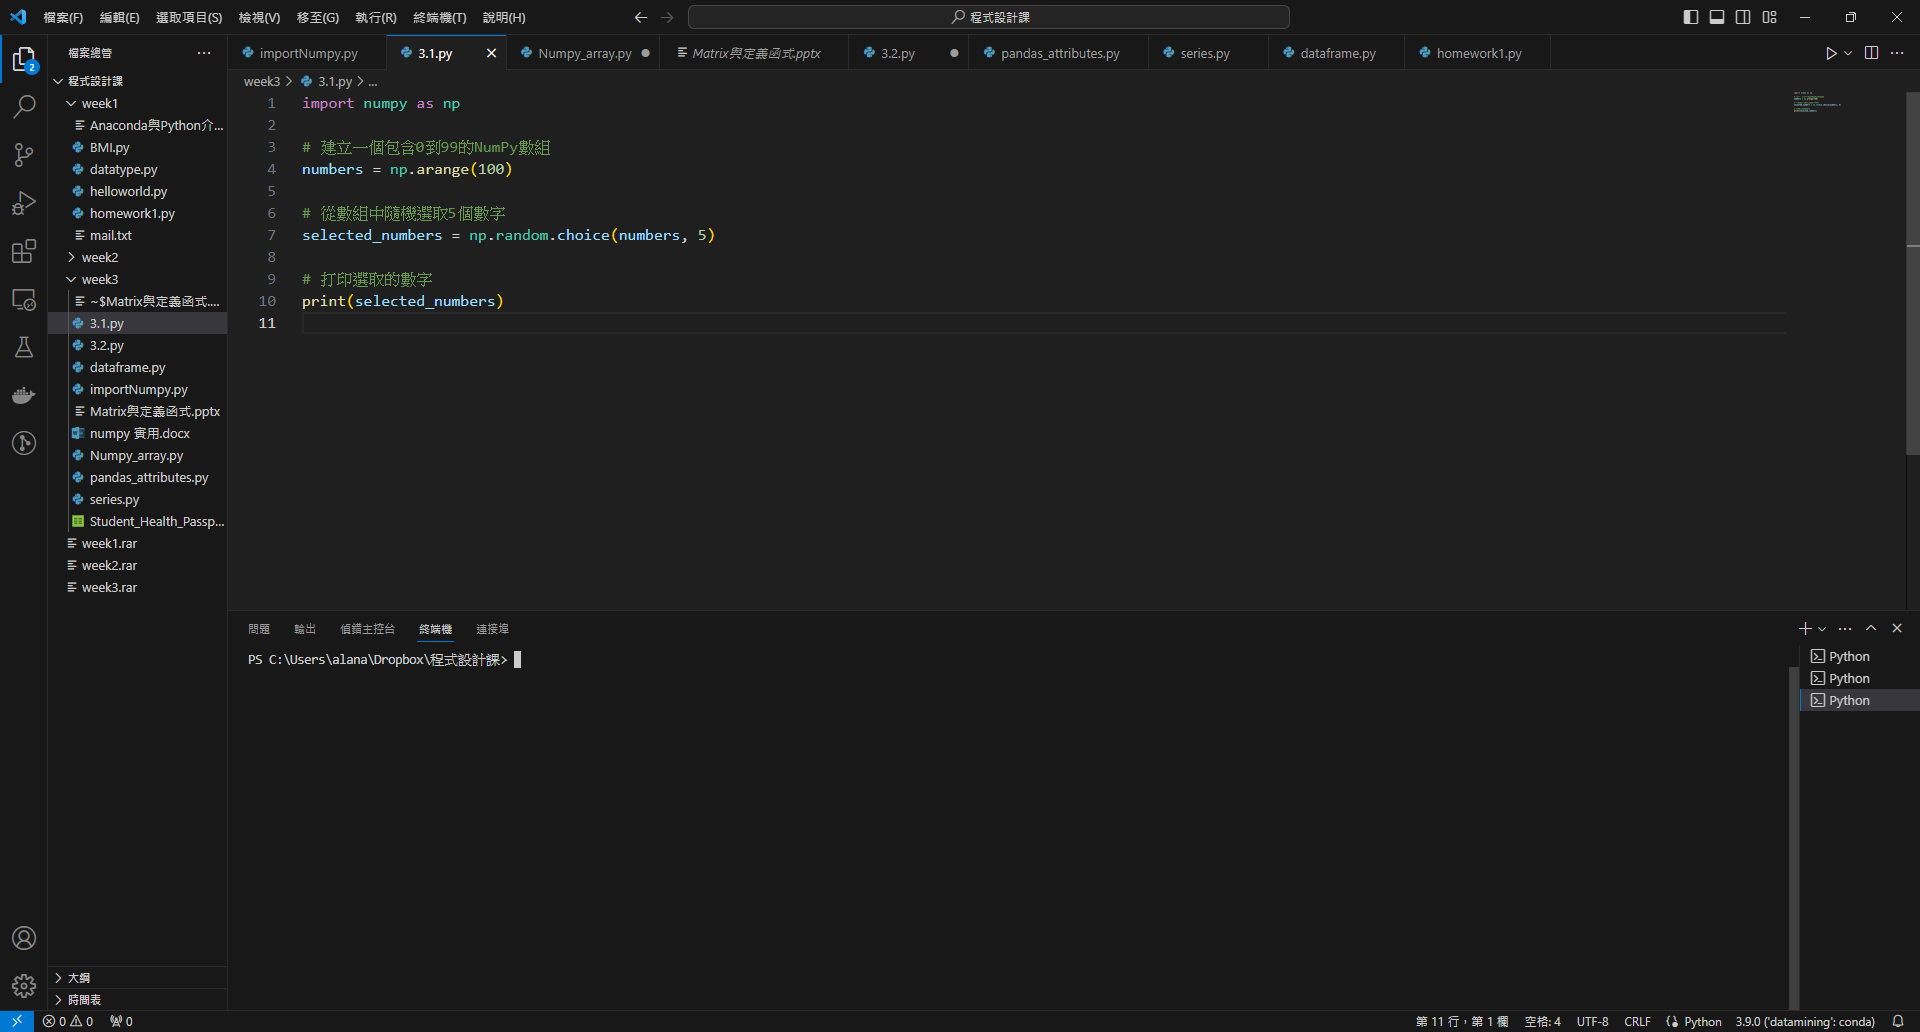 檔案(F) 編輯(E) 選取項目(S) 檢視(V) 移至(G) 執行(R) 終端機(T) 說明(H) 程式設計課
檔案總管
importNumpy.py 3.1.py Numpy_array.py Matrix與定義函式.pptx 3.2.py pandas_attributes.py series.py dataframe.py homework1.py
程式設計課
week1
Anaconda與Python介...
BMI.py
datatype.py
helloworld.py
homework1.py
mail.txt
week2
week3
~$Matrix與定義函式....
3.1.py
3.2.py
dataframe.py
importNumpy.py
Matrix與定義函式.pptx
numpy 實用.docx
Numpy_array.py
pandas_attributes.py
series.py
Student_Health_Passp...
week1.rar
week2.rar
week3.rar
大綱
時間表
2
week3 > 3.1.py > ...
1 import numpy as np
2
3 # 建立一個包含0到99的NumPy數組
4 numbers = np.arange(100)
5
6 # 從數組中隨機選取5個數字
7 selected_numbers = np.random.choice(numbers, 5)
8
9 # 打印選取的數字
10 print(selected_numbers)
11
問題 輸出 偵錯主控台 終端機 連接埠
PS C:\Users\alana\Dropbox\程式設計課>
Python
Python
Python
0 0 0 第 11 行，第 1 欄 空格: 4 UTF-8 CRLF Python 3.9.0 ('datamining': conda)